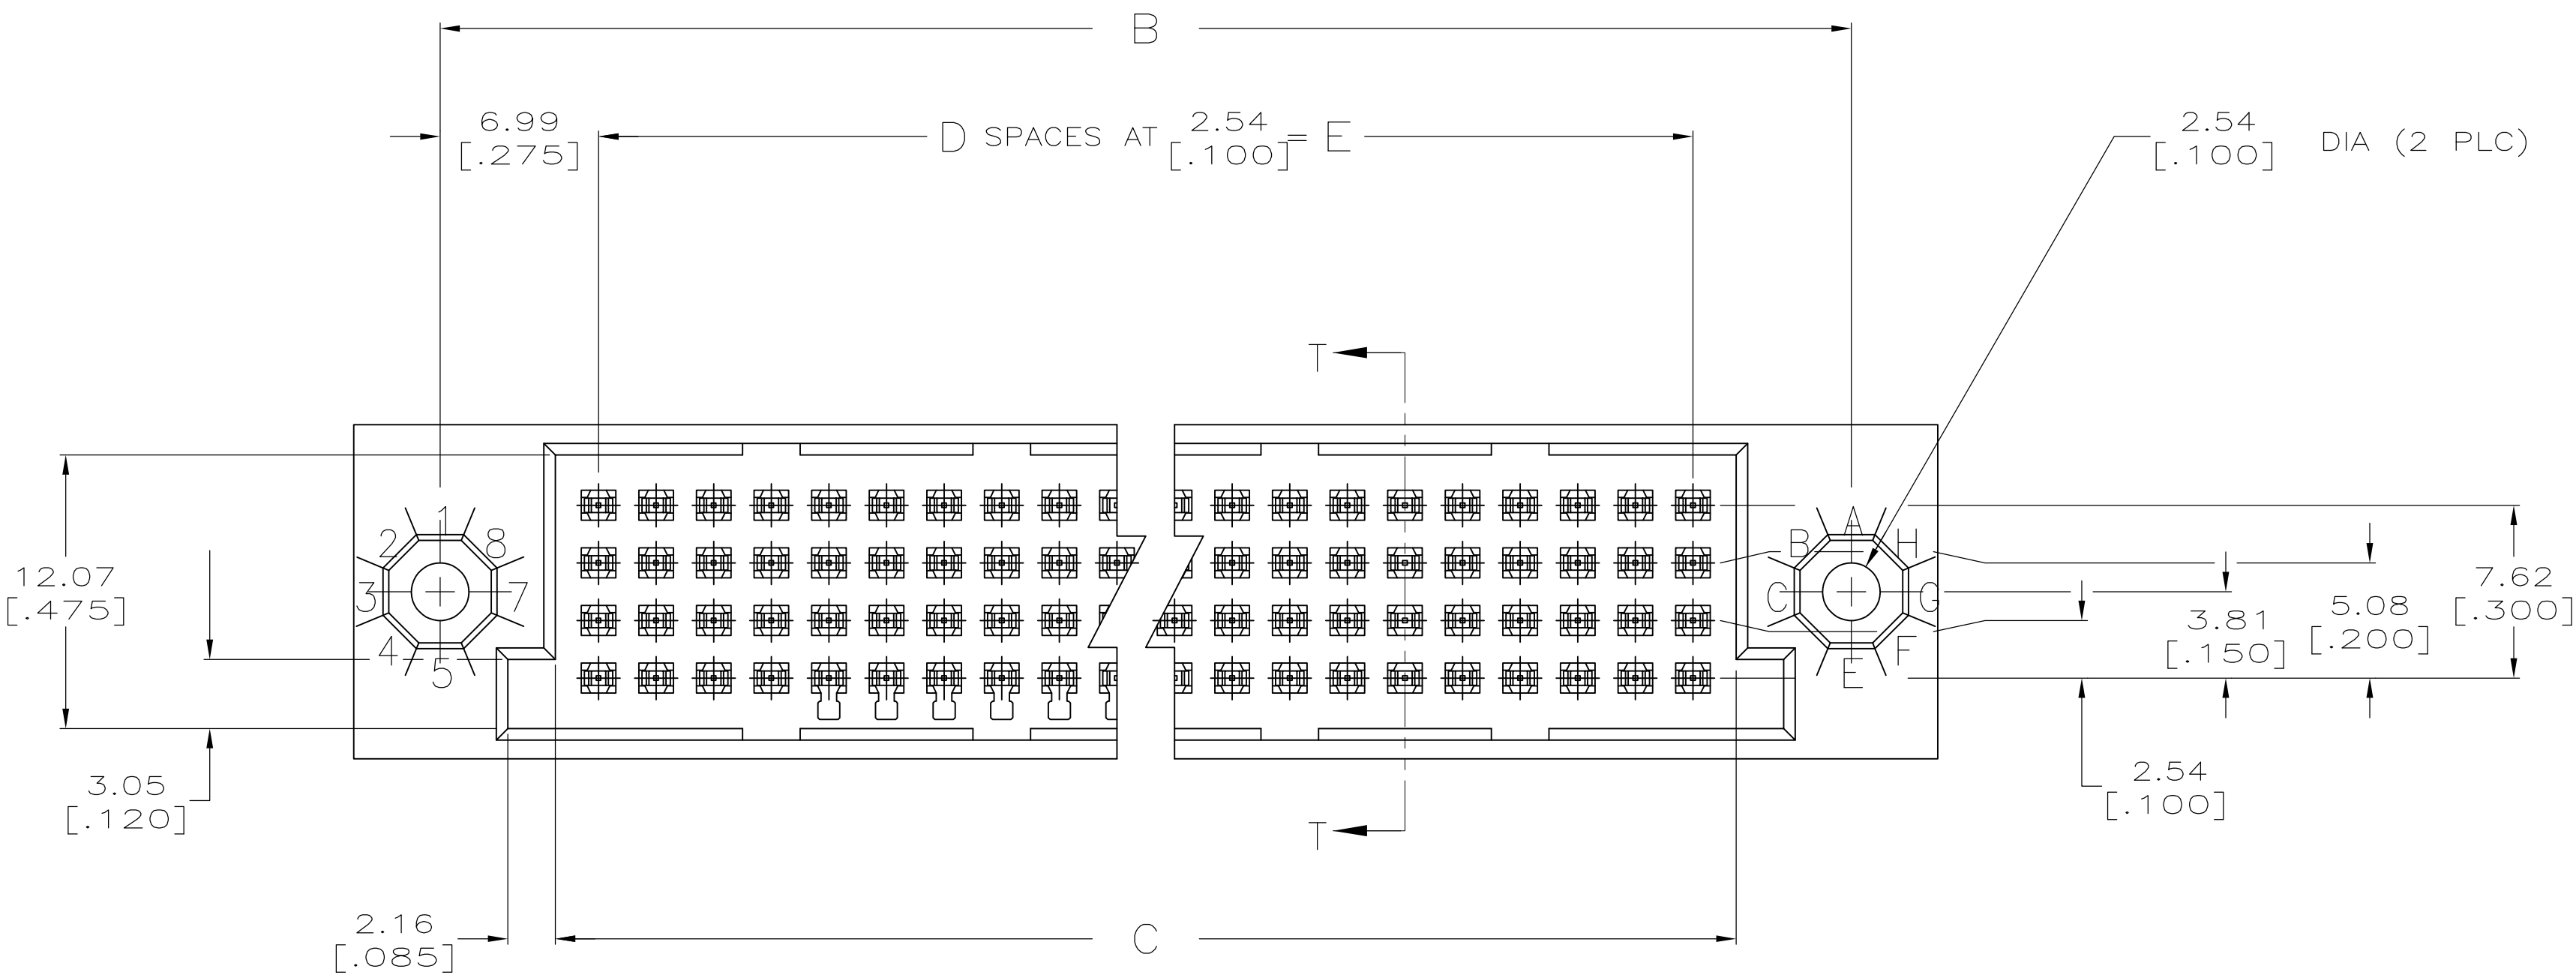 B
6.99
[.275]
D SPACES AT 2.54 = E
[.100]
2.54
[.100]
DIA (2 PLC)
T
1
2
8
3
7
4
5
A
B
H
C
G
F
E
12.07
[.475]
7.62
[.300]
5.08
[.200]
3.81
[.150]
3.05
[.120]
2.54
[.100]
T
2.16
[.085]
C